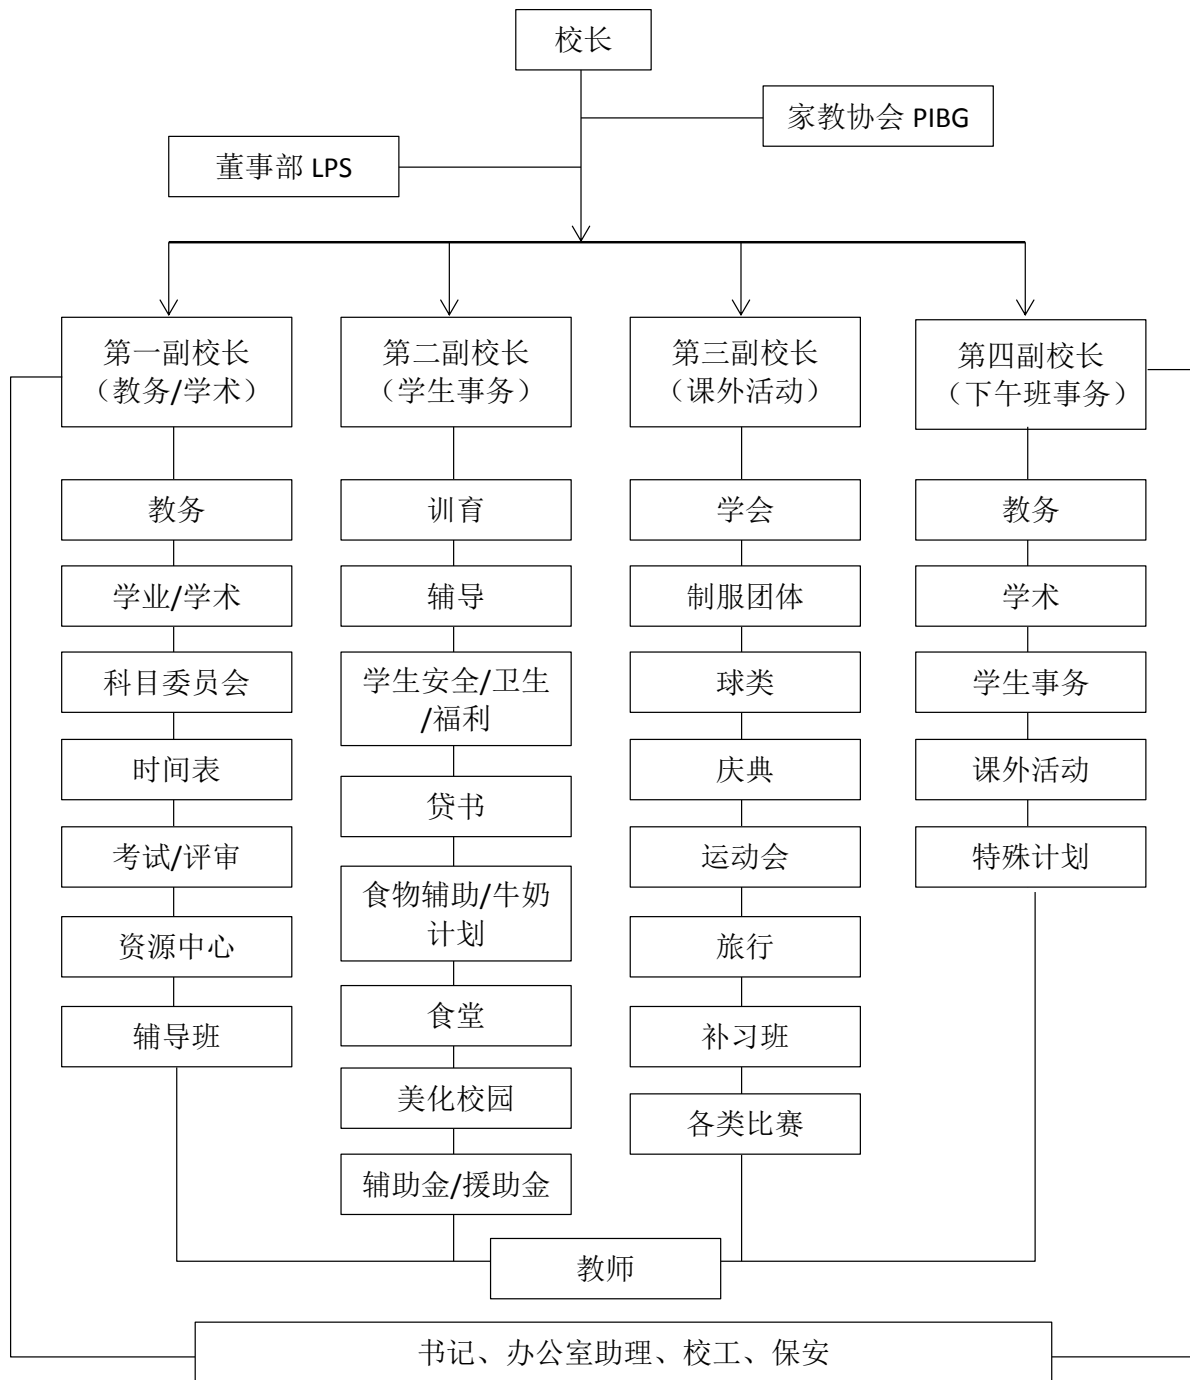 校长
家教协会 PIBG
董事部 LPS
第一副校长
（教务/学术）
第二副校长
（学生事务）
第三副校长
（课外活动）
第四副校长
（下午班事务）
教务
学业/学术
科目委员会
时间表
考试/评审
资源中心
辅导班
训育
辅导
学生安全/卫生
/福利
贷书
食物辅助/牛奶
计划
食堂
美化校园
辅助金/援助金
学会
制服团体
球类
庆典
运动会
旅行
补习班
各类比赛
教务
学术
学生事务
课外活动
特殊计划
教师
书记、办公室助理、校工、保安